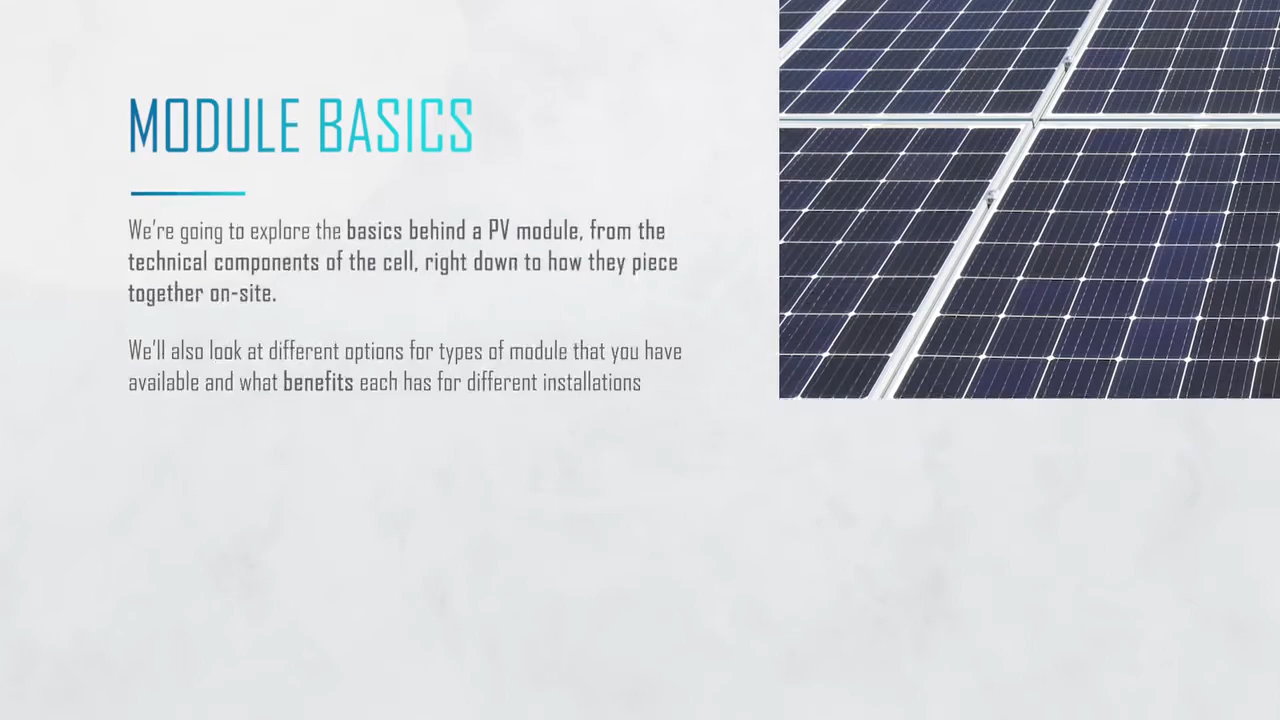 MODULE BASICS
We're going to explore the basics behind a PV module, from the
technical components of the cell, right down to how they piece
together on-site.
We'll also look at different options for types of module that you have
available and what benefits each has for different installations